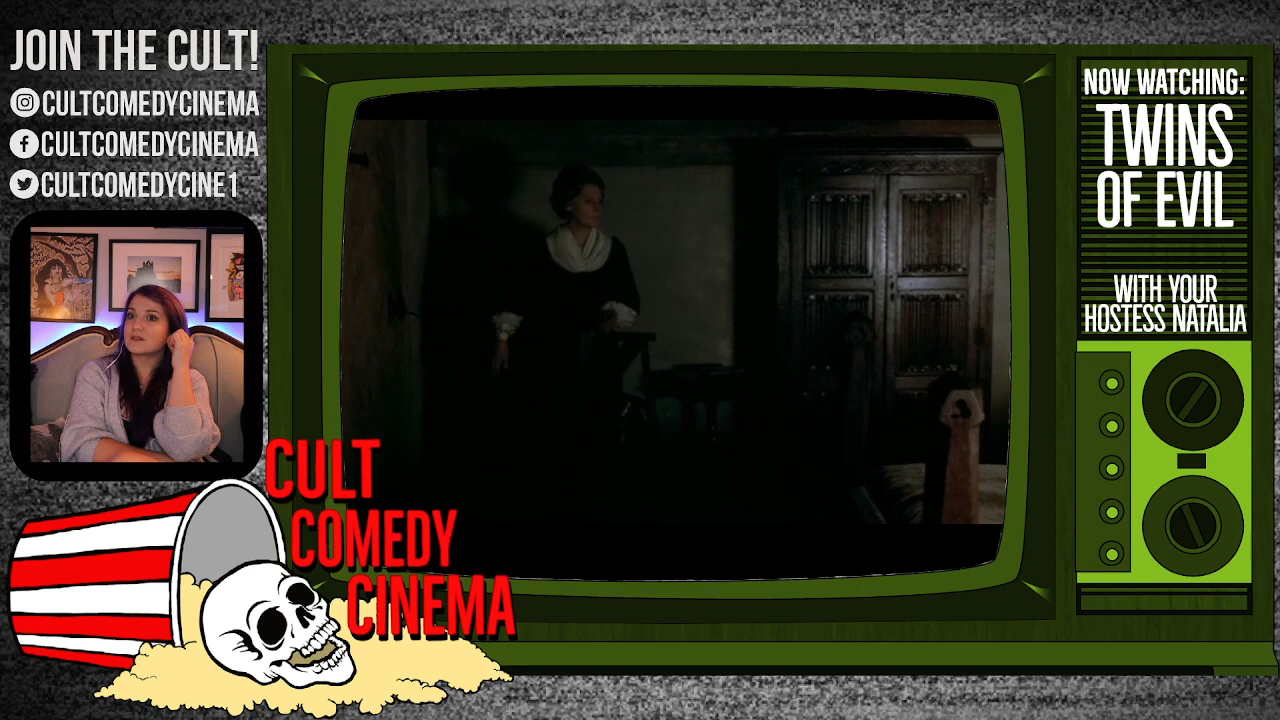 JOIN THE CULT!
CULTCOMEDYCINEMA
CULTCOMEDYCINEMA
CULTCOMEDYCINE1
NOW WATCHING:
TWINS
OF EVIL
WITH YOUR
HOSTESS NATALIA
CULT
COMEDY
CINEMA